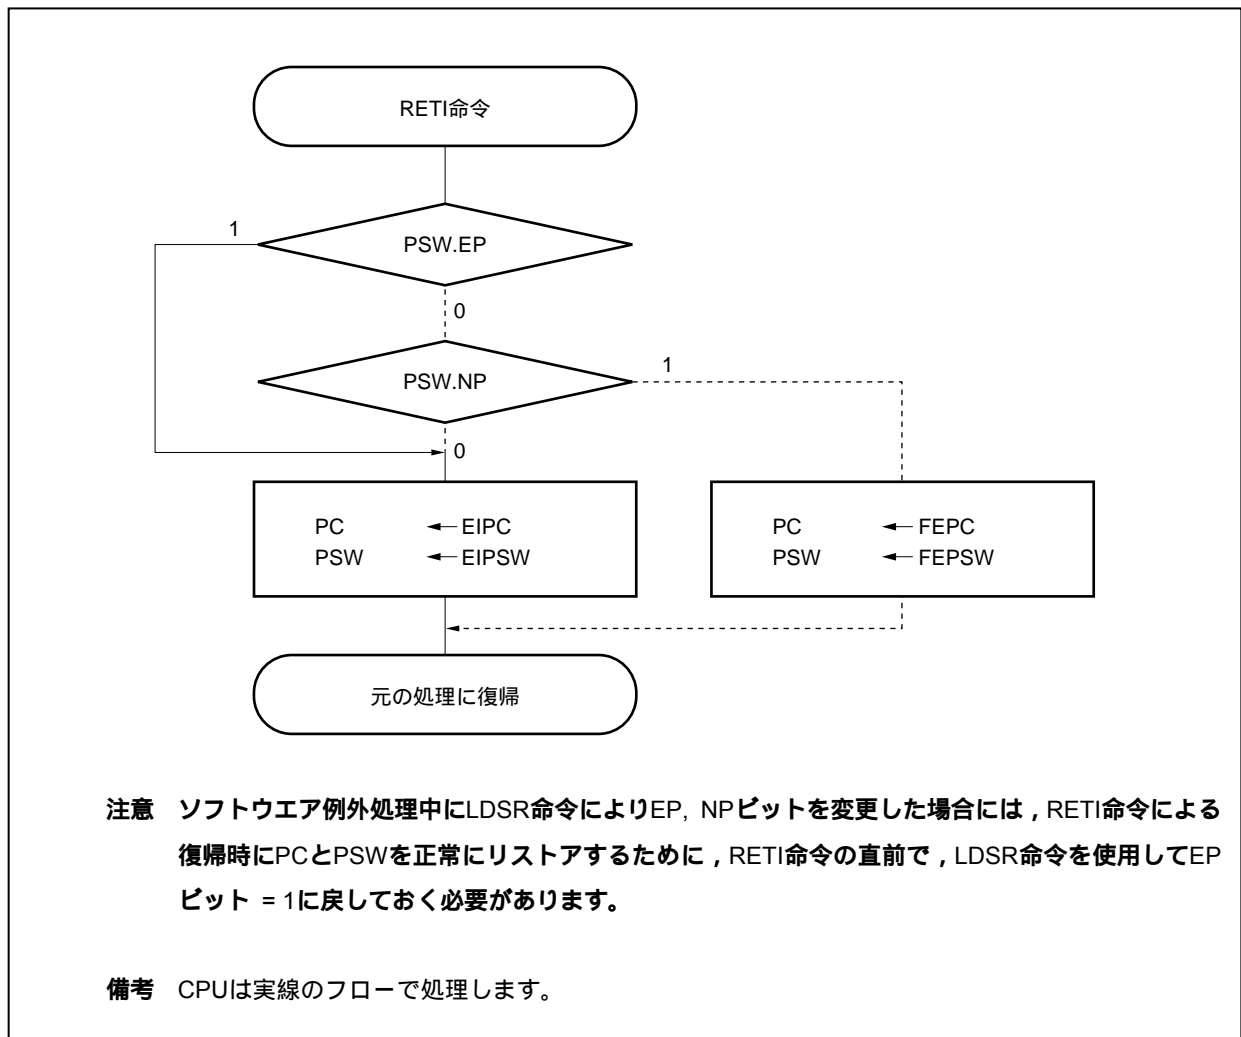 RETI命令
PSW.EP
1
0
PSW.NP
1
0
PC ← EIPC
PSW ← EIPSW
PC ← FEPC
PSW ← FEPSW
元の処理に復帰
注意 ソフトウエア例外処理中にLDSR命令によりEP, NPビットを変更した場合には，RETI命令による
復帰時にPCとPSWを正常にリストアするために，RETI命令の直前で，LDSR命令を使用してEP
ビット = 1に戻しておく必要があります。
備考 CPUは実線のフローで処理します。